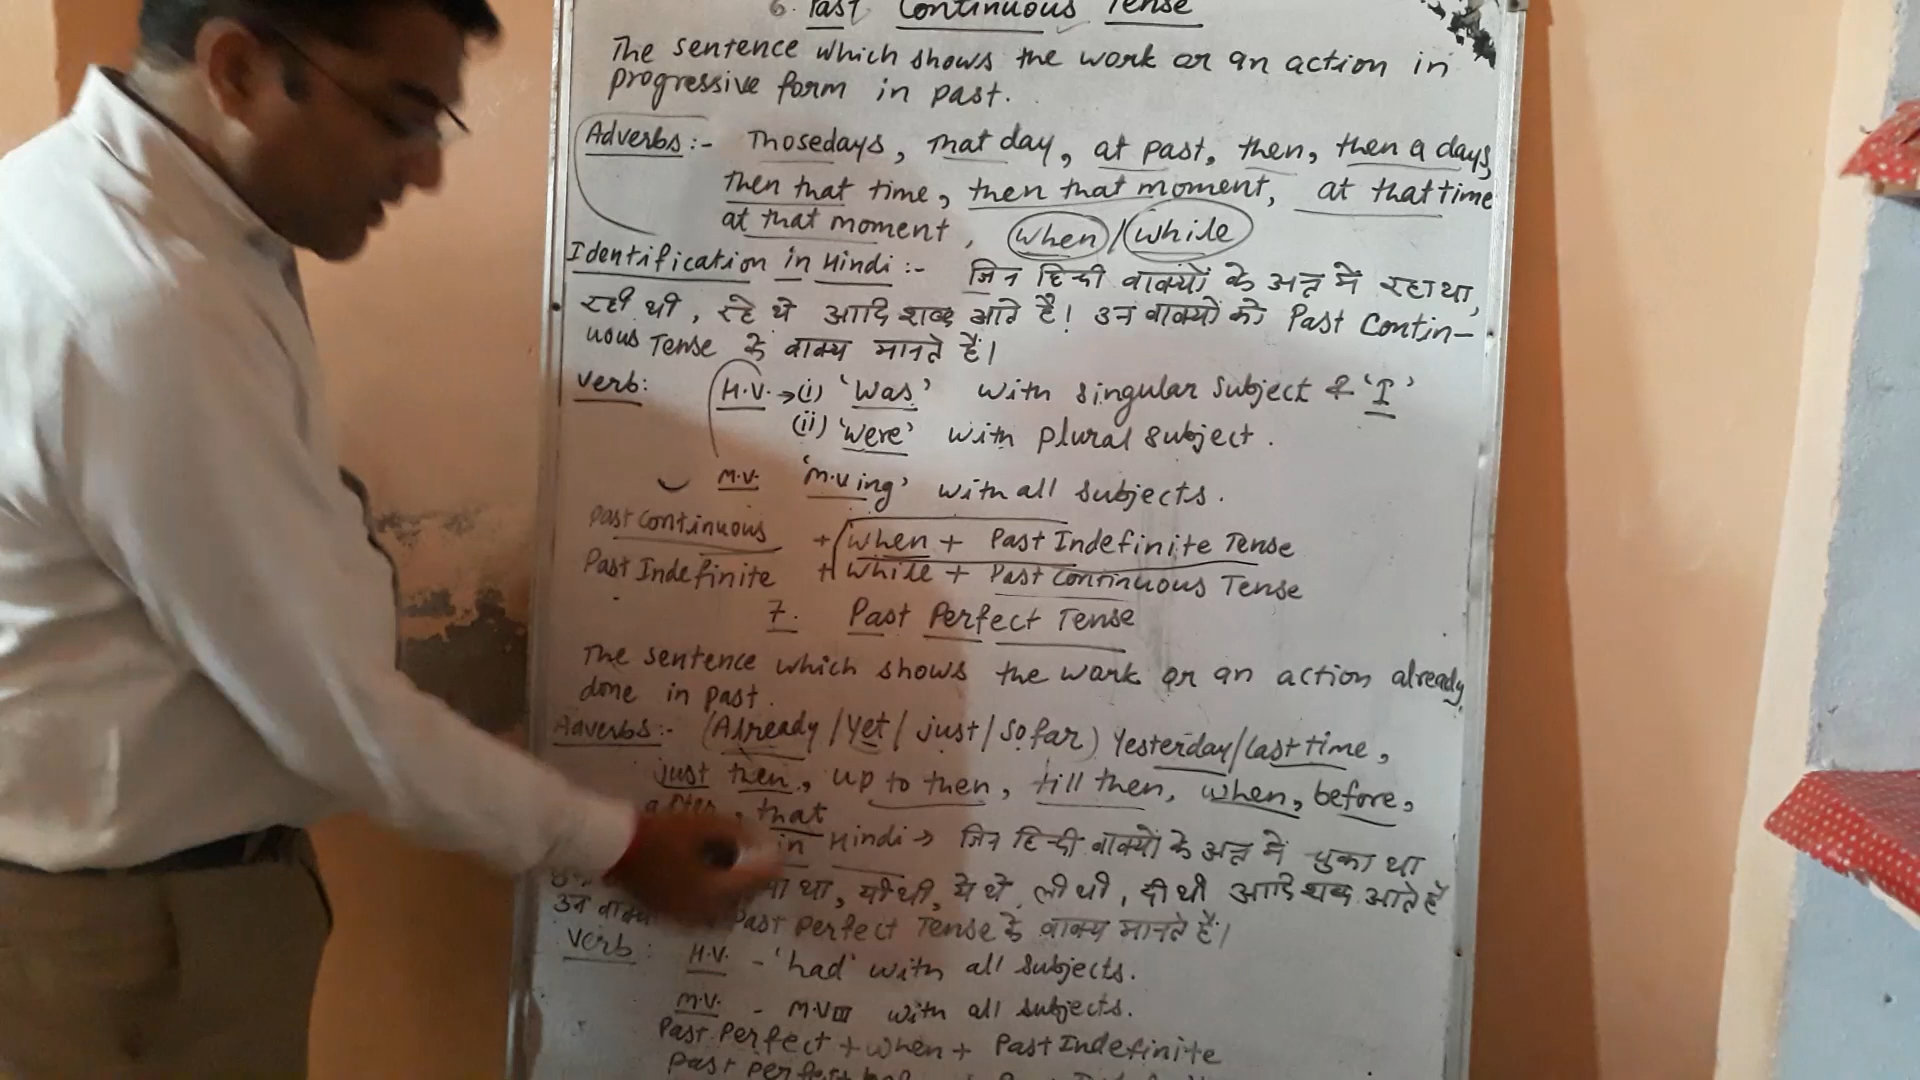 6. Past Continuous Tense
The sentence which shows the work or an action in
progressive form in past.
Adverbs:- Thosedays, That day, at past, then, then a days,
then that time, then that moment, at that time
at that moment, when/while
Identification in Hindi:- जिन हिन्दी वाक्यों के अन्त में रहा था,
रही थी, रहे थे आदि शब्द आते है! उन वाक्यों को Past Contin-
uous Tense के वाक्य मानते हैं।
Verb: H.V. → (i) 'Was' with singular subject & 'I'
(ii) 'were' with plural subject.
M.V. 'M.V ing' with all subjects.
Past Continuous + when + Past Indefinite Tense
Past Indefinite + while + Past Continuous Tense
7. Past Perfect Tense
The sentence which shows the work or an action already
done in past.
Adverbs:- (Already/Yet/just/so far) Yesterday/Last time,
just then, up to then, till then, when, before,
after, that
in Hindi → जिन हिन्दी वाक्यों के अन्त में चुका था
था, यी थी, ये थे, ली थी, दी थी आदि शब्द आते हैं
उन Past Perfect Tense के वाक्य मानते हैं।
Verb: H.V. - 'had' with all subjects.
M.V. - M.V III with all subjects.
Past Perfect + when + Past Indefinite
Past